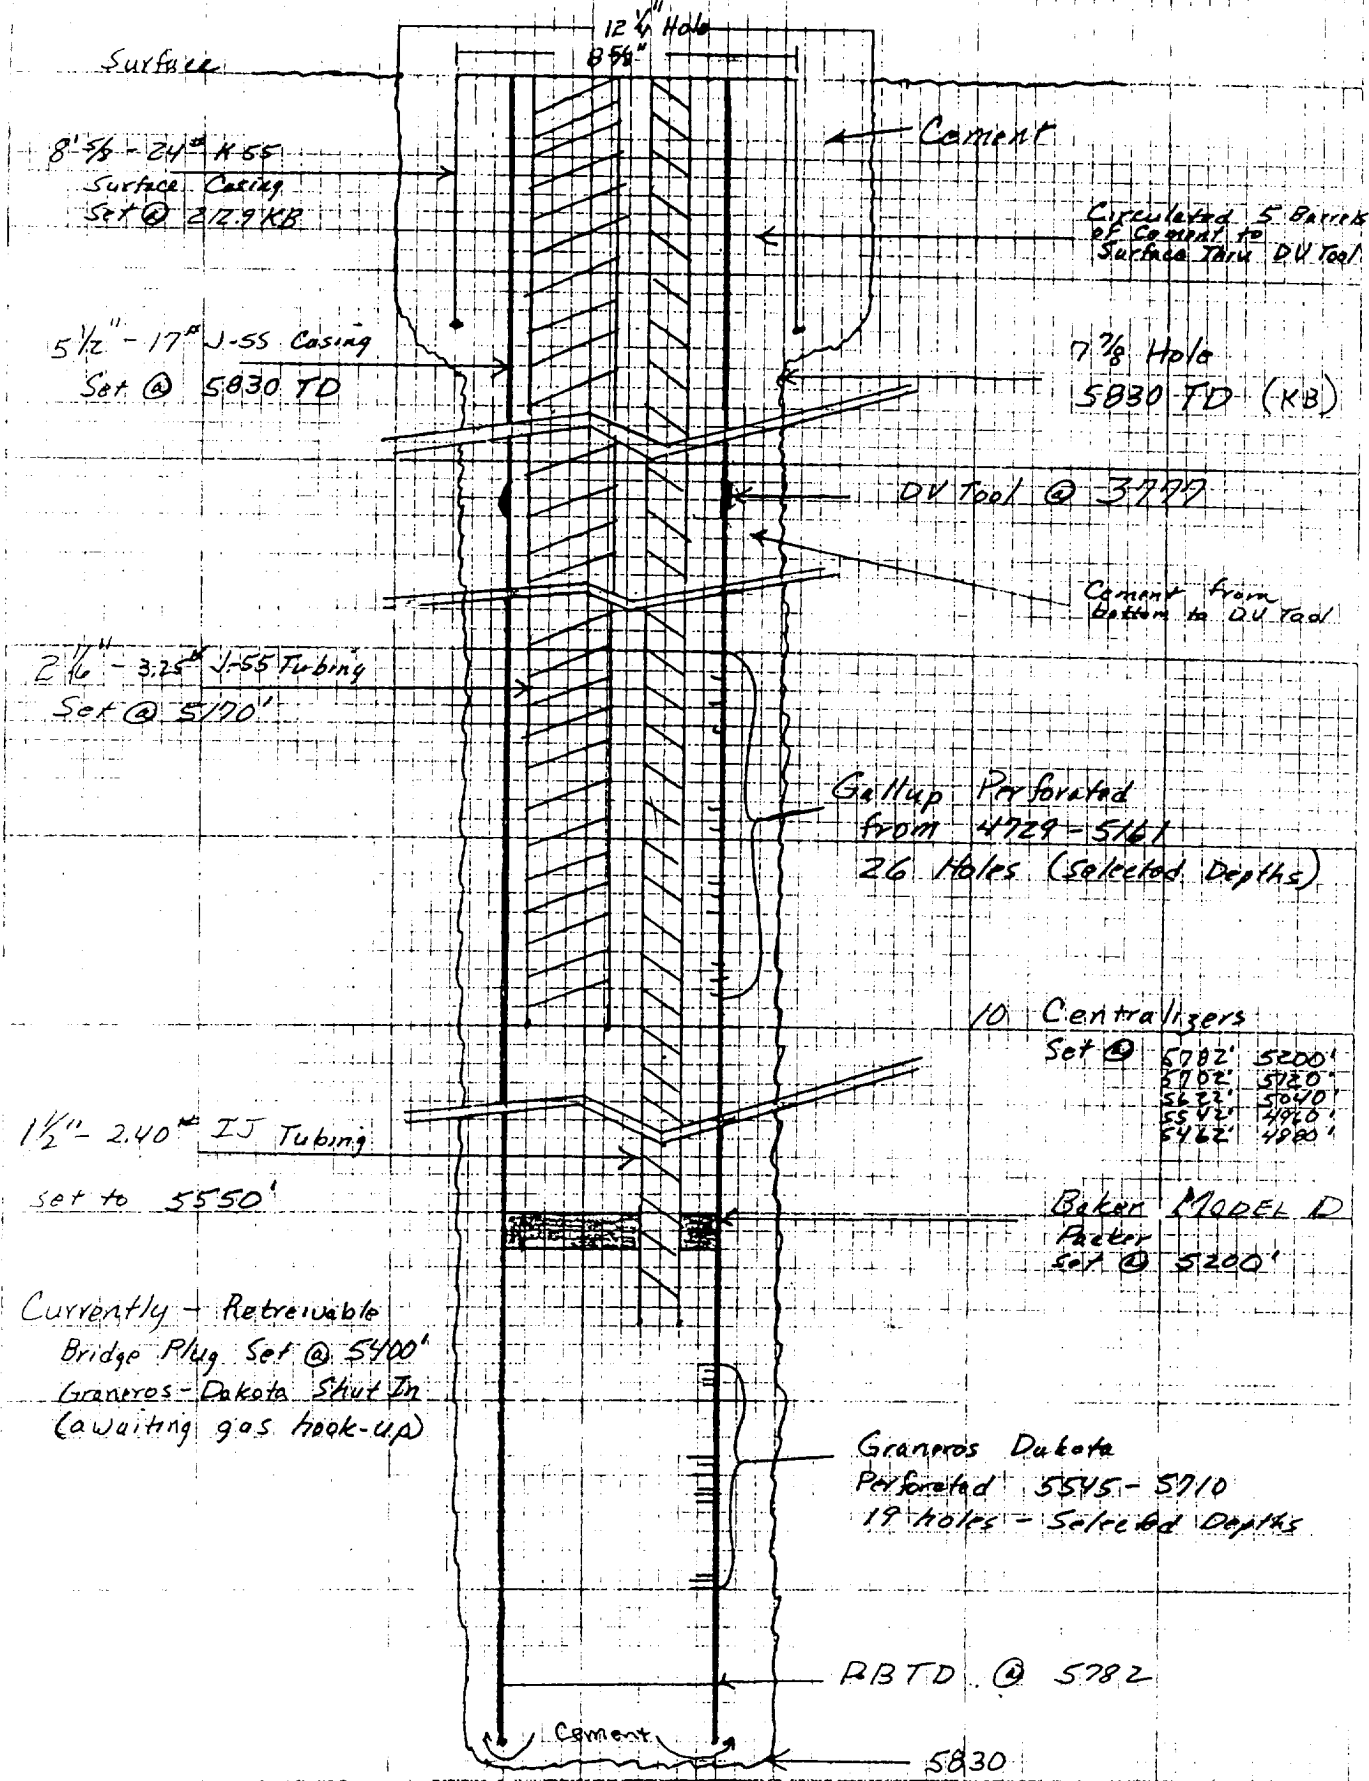 12 1/4" Hole
8 5/8"
Surface
8' 5/8 - 24# K55
Surface Casing
Set @ 212.9 KB
Cement
Circulated 5 Barrels
of Cement to
Surface Thru DV Tool
5 1/2" - 17# J-55 Casing
Set @ 5830 TD
7 7/8 Hole
5830 TD (KB)
DV Tool @ 3777
Cement from
bottom to DV Tool
2 1/16" - 3.25# J-55 Tubing
Set @ 5170'
Gallup Perforated
from 4729 - 5161
26 Holes (Selected Depths)
10 Centralizers
Set @ 5782' 5200'
5702' 5120'
5622' 5040'
5542' 4960'
5462' 4880'
1 1/2" - 2.40# IJ Tubing
set to 5550'
Baker MODEL D
Packer
set @ 5200'
Currently - Retreivable
Bridge Plug Set @ 5400'
Graneros - Dakota Shut In
(awaiting gas hook-up)
Graneros Dakota
Perforated 5545 - 5710
19 holes - Selected Depths
PBTD @ 5782
Cement
5830